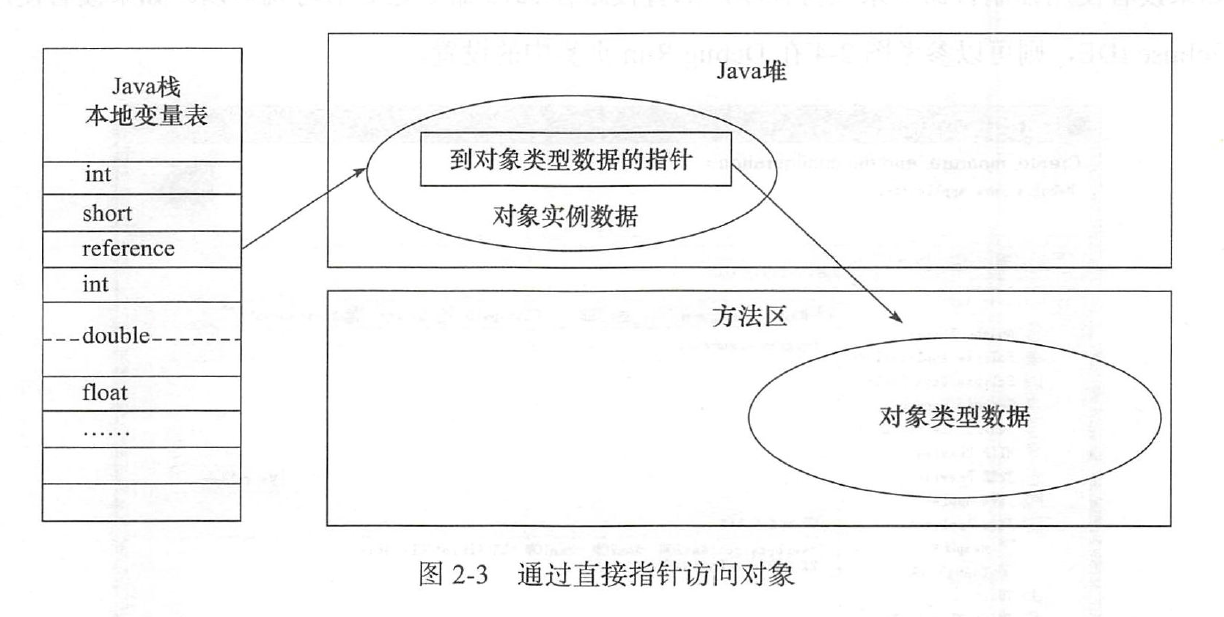 Java栈
本地变量表
int
short
reference
int
double
float
……
Java堆
到对象类型数据的指针
对象实例数据
方法区
对象类型数据
图 2-3 通过直接指针访问对象